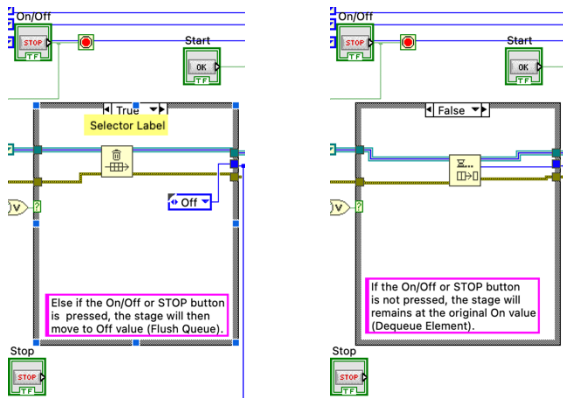 On/Off
STOP
TF
Start
OK
TF
True
Selector Label
Off
V
?
Else if the On/Off or STOP button
is pressed, the stage will then
move to Off value (Flush Queue).
Stop
STOP
TF
On/Off
STOP
TF
Start
OK
TF
False
V
?
If the On/Off or STOP button
is not pressed, the stage will
remains at the original On value
(Dequeue Element).
Stop
STOP
TF